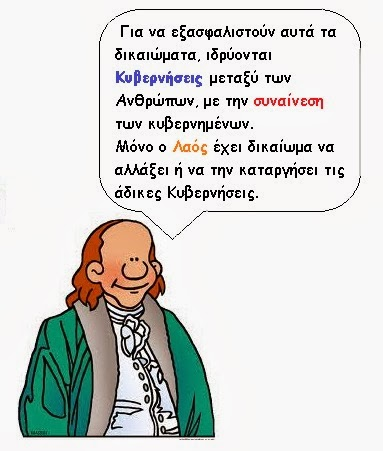 Για να εξασφαλιστούν αυτά τα
δικαιώματα, ιδρύονται
Κυβερνήσεις μεταξύ των
Ανθρώπων, με την συναίνεση
των κυβερνημένων.
Μόνο ο Λαός έχει δικαίωμα να
αλλάξει ή να την καταργήσει τις
άδικες Κυβερνήσεις.